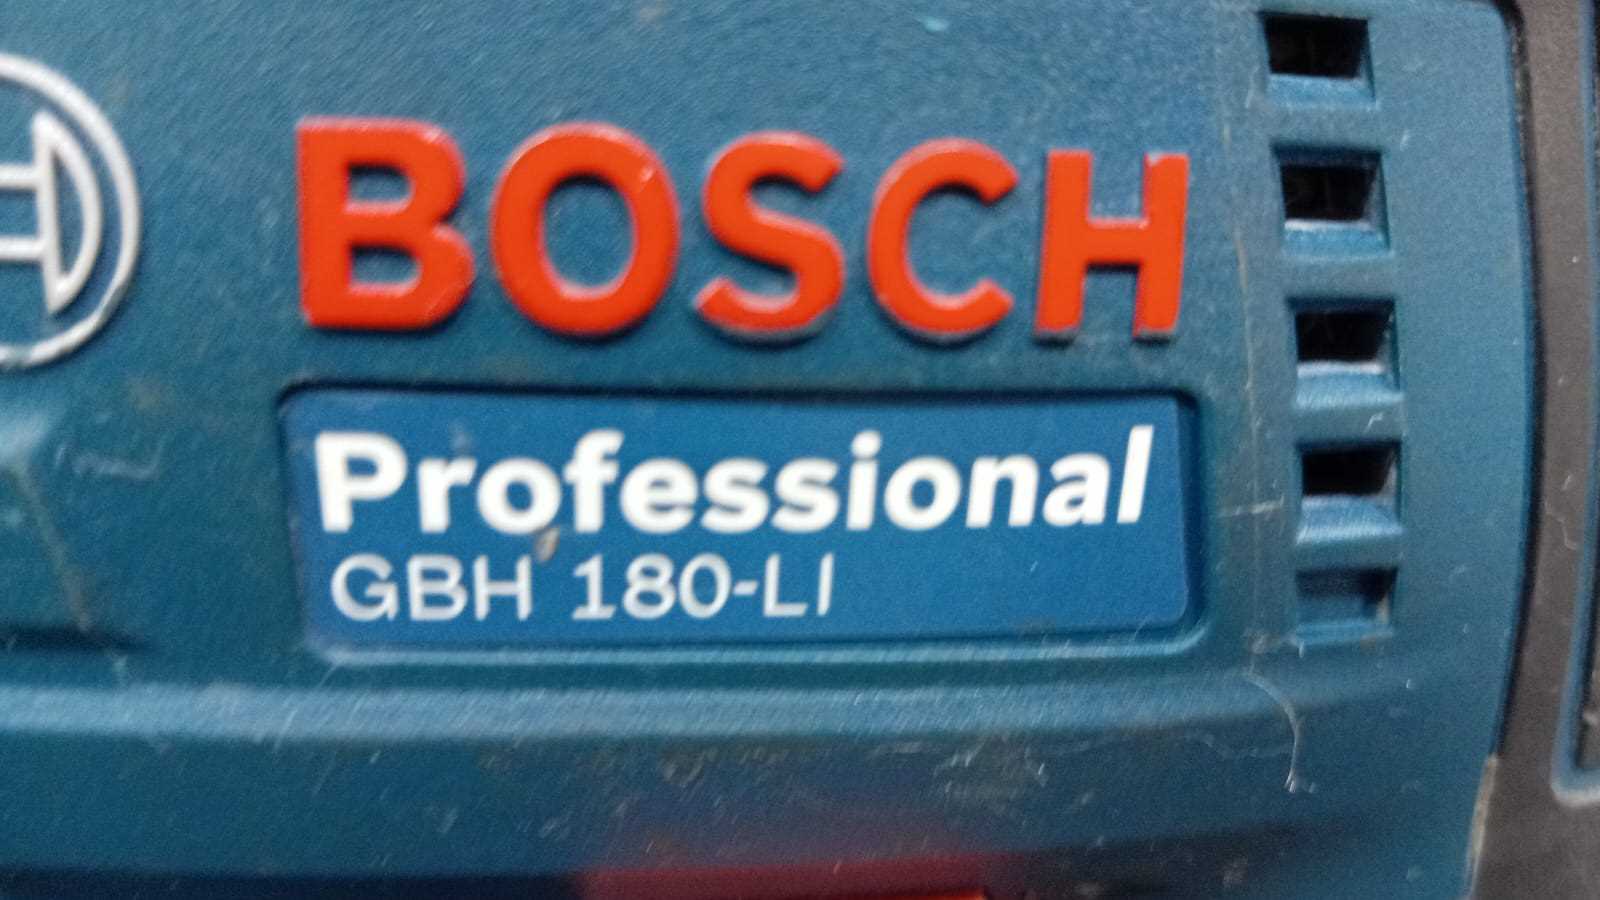 BOSCH
Professional
GBH 180-LI